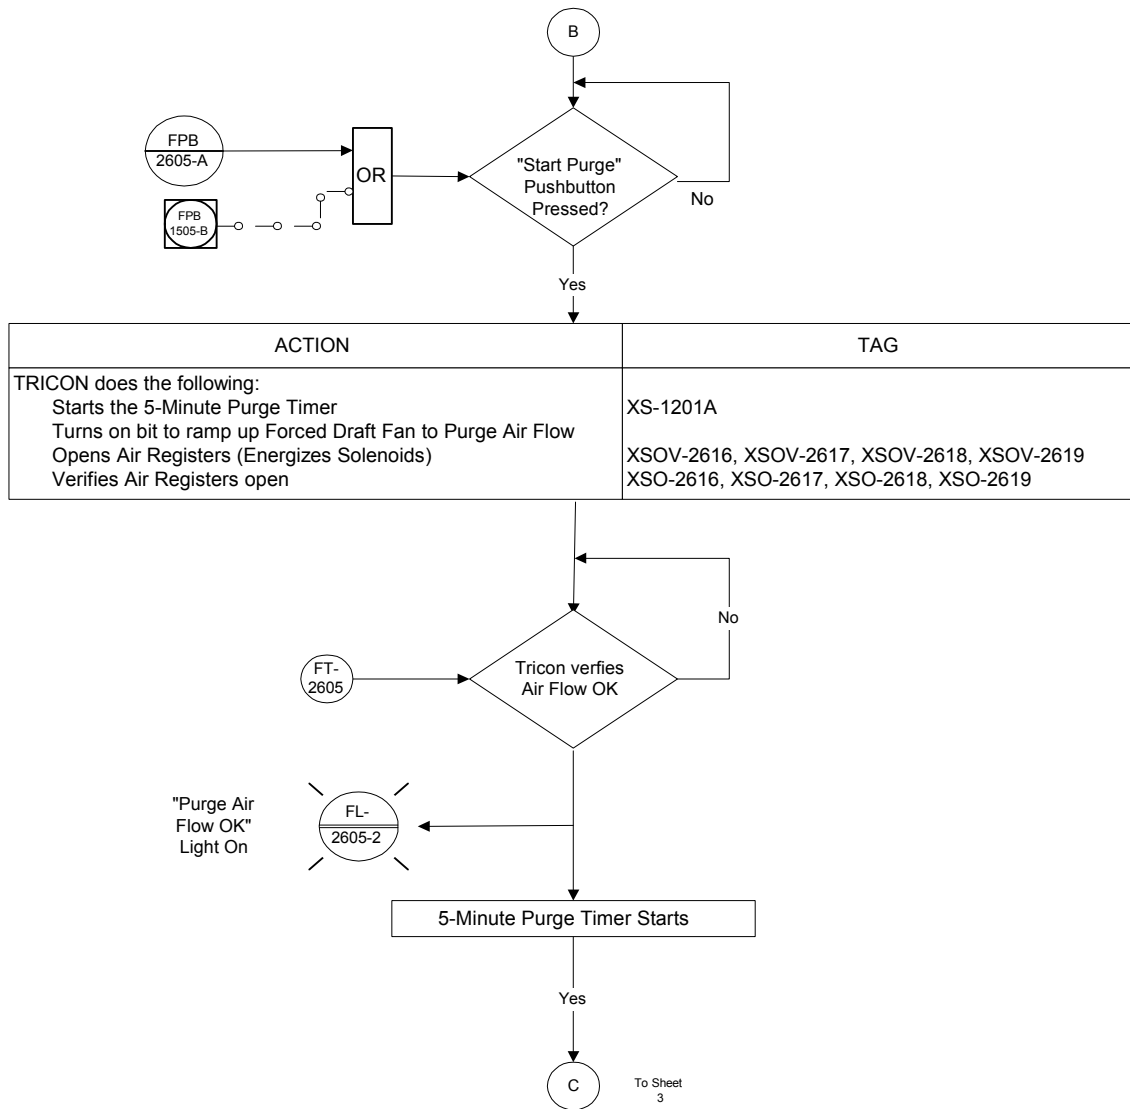 B
FPB
2605-A
OR
"Start Purge"
Pushbutton
Pressed?
No
FPB
1505-B
Yes
ACTION
TAG
TRICON does the following:
Starts the 5-Minute Purge Timer
XS-1201A
Turns on bit to ramp up Forced Draft Fan to Purge Air Flow
Opens Air Registers (Energizes Solenoids)
XSOV-2616, XSOV-2617, XSOV-2618, XSOV-2619
Verifies Air Registers open
XSO-2616, XSO-2617, XSO-2618, XSO-2619
No
FT-
2605
Tricon verfies
Air Flow OK
"Purge Air
Flow OK"
Light On
FL-
2605-2
5-Minute Purge Timer Starts
Yes
C
To Sheet
3